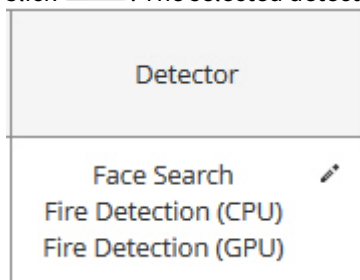 Detector
Face Search
Fire Detection (CPU)
Fire Detection (GPU)